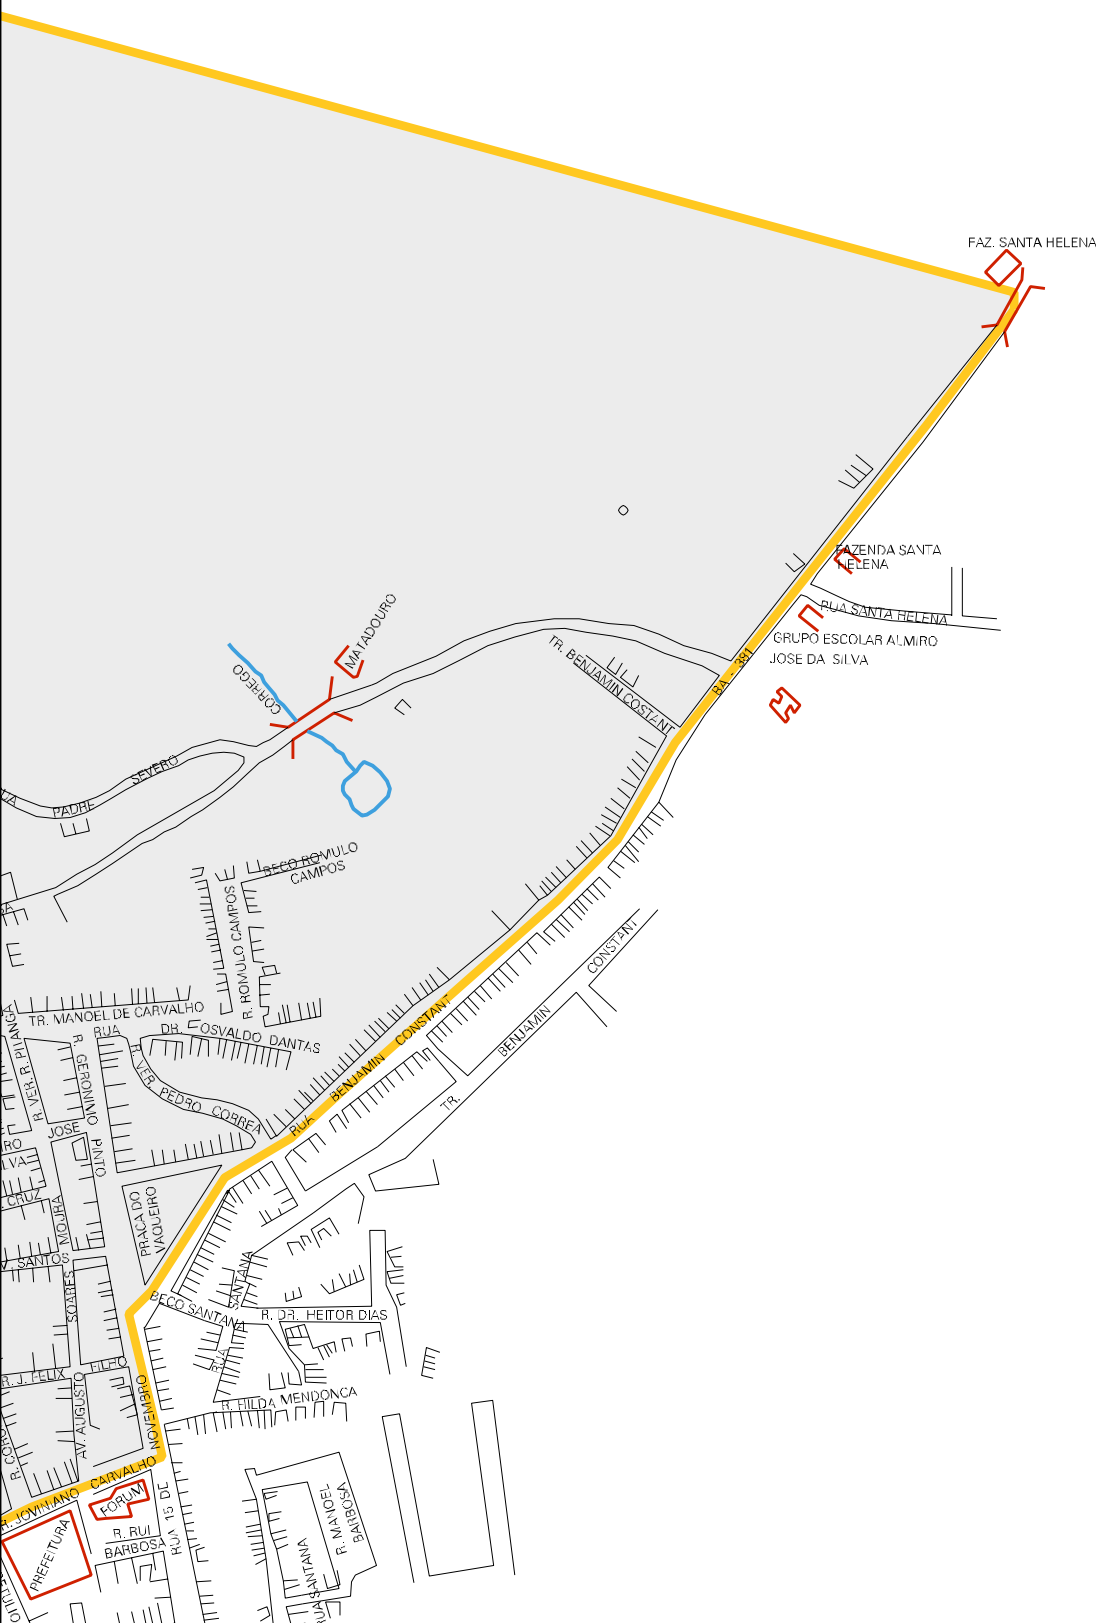 FAZ. SANTA HELENA
FAZENDA SANTA
HELENA
RUA SANTA HELENA
GRUPO ESCOLAR ALMIRO
JOSE DA SILVA
BA - 381
MATADOURO
CORREGO
TR. BENJAMIN COSTANT
SEVERO
PADRE
BECO ROMULO
CAMPOS
R. ROMULO CAMPOS
TR. BENJAMIN CONSTANT
RUA BENJAMIN CONSTANT
TR. MANOEL DE CARVALHO
RUA DR. OSVALDO DANTAS
R. VER. R. PITANGA
R. GERONIMO PINTO
R. VER. PEDRO CORREA
JOSE
CRUZ
MOURA
PRACA DO
VAQUEIRO
V. SANTOS
SOARES
BECO SANTANA
RUA SANTANA
R. DR. HEITOR DIAS
R. J. FELIX FILHO
AV. AUGUSTO
R. HILDA MENDONCA
RUA 15 DE NOVEMBRO
R. JOVINIANO CARVALHO
FORUM
PREFEITURA
R. RUI
BARBOSA
R. MANOEL
BARBOSA
RUA SANTANA